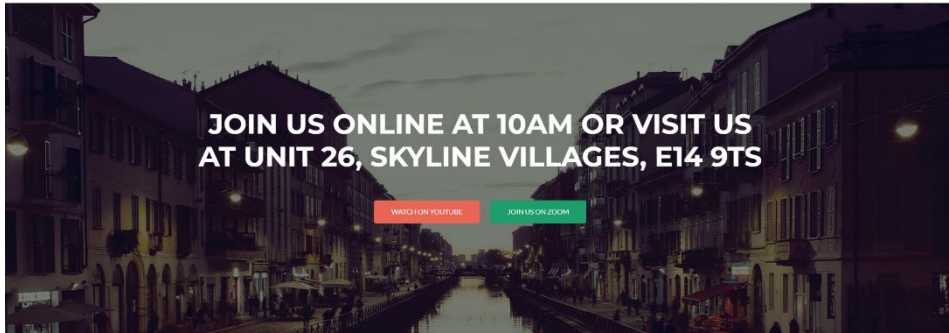 JOIN US ONLINE AT 10AM OR VISIT US
AT UNIT 26, SKYLINE VILLAGES, E14 9TS
WATCH ON YOUTUBE
JOIN US ON ZOOM